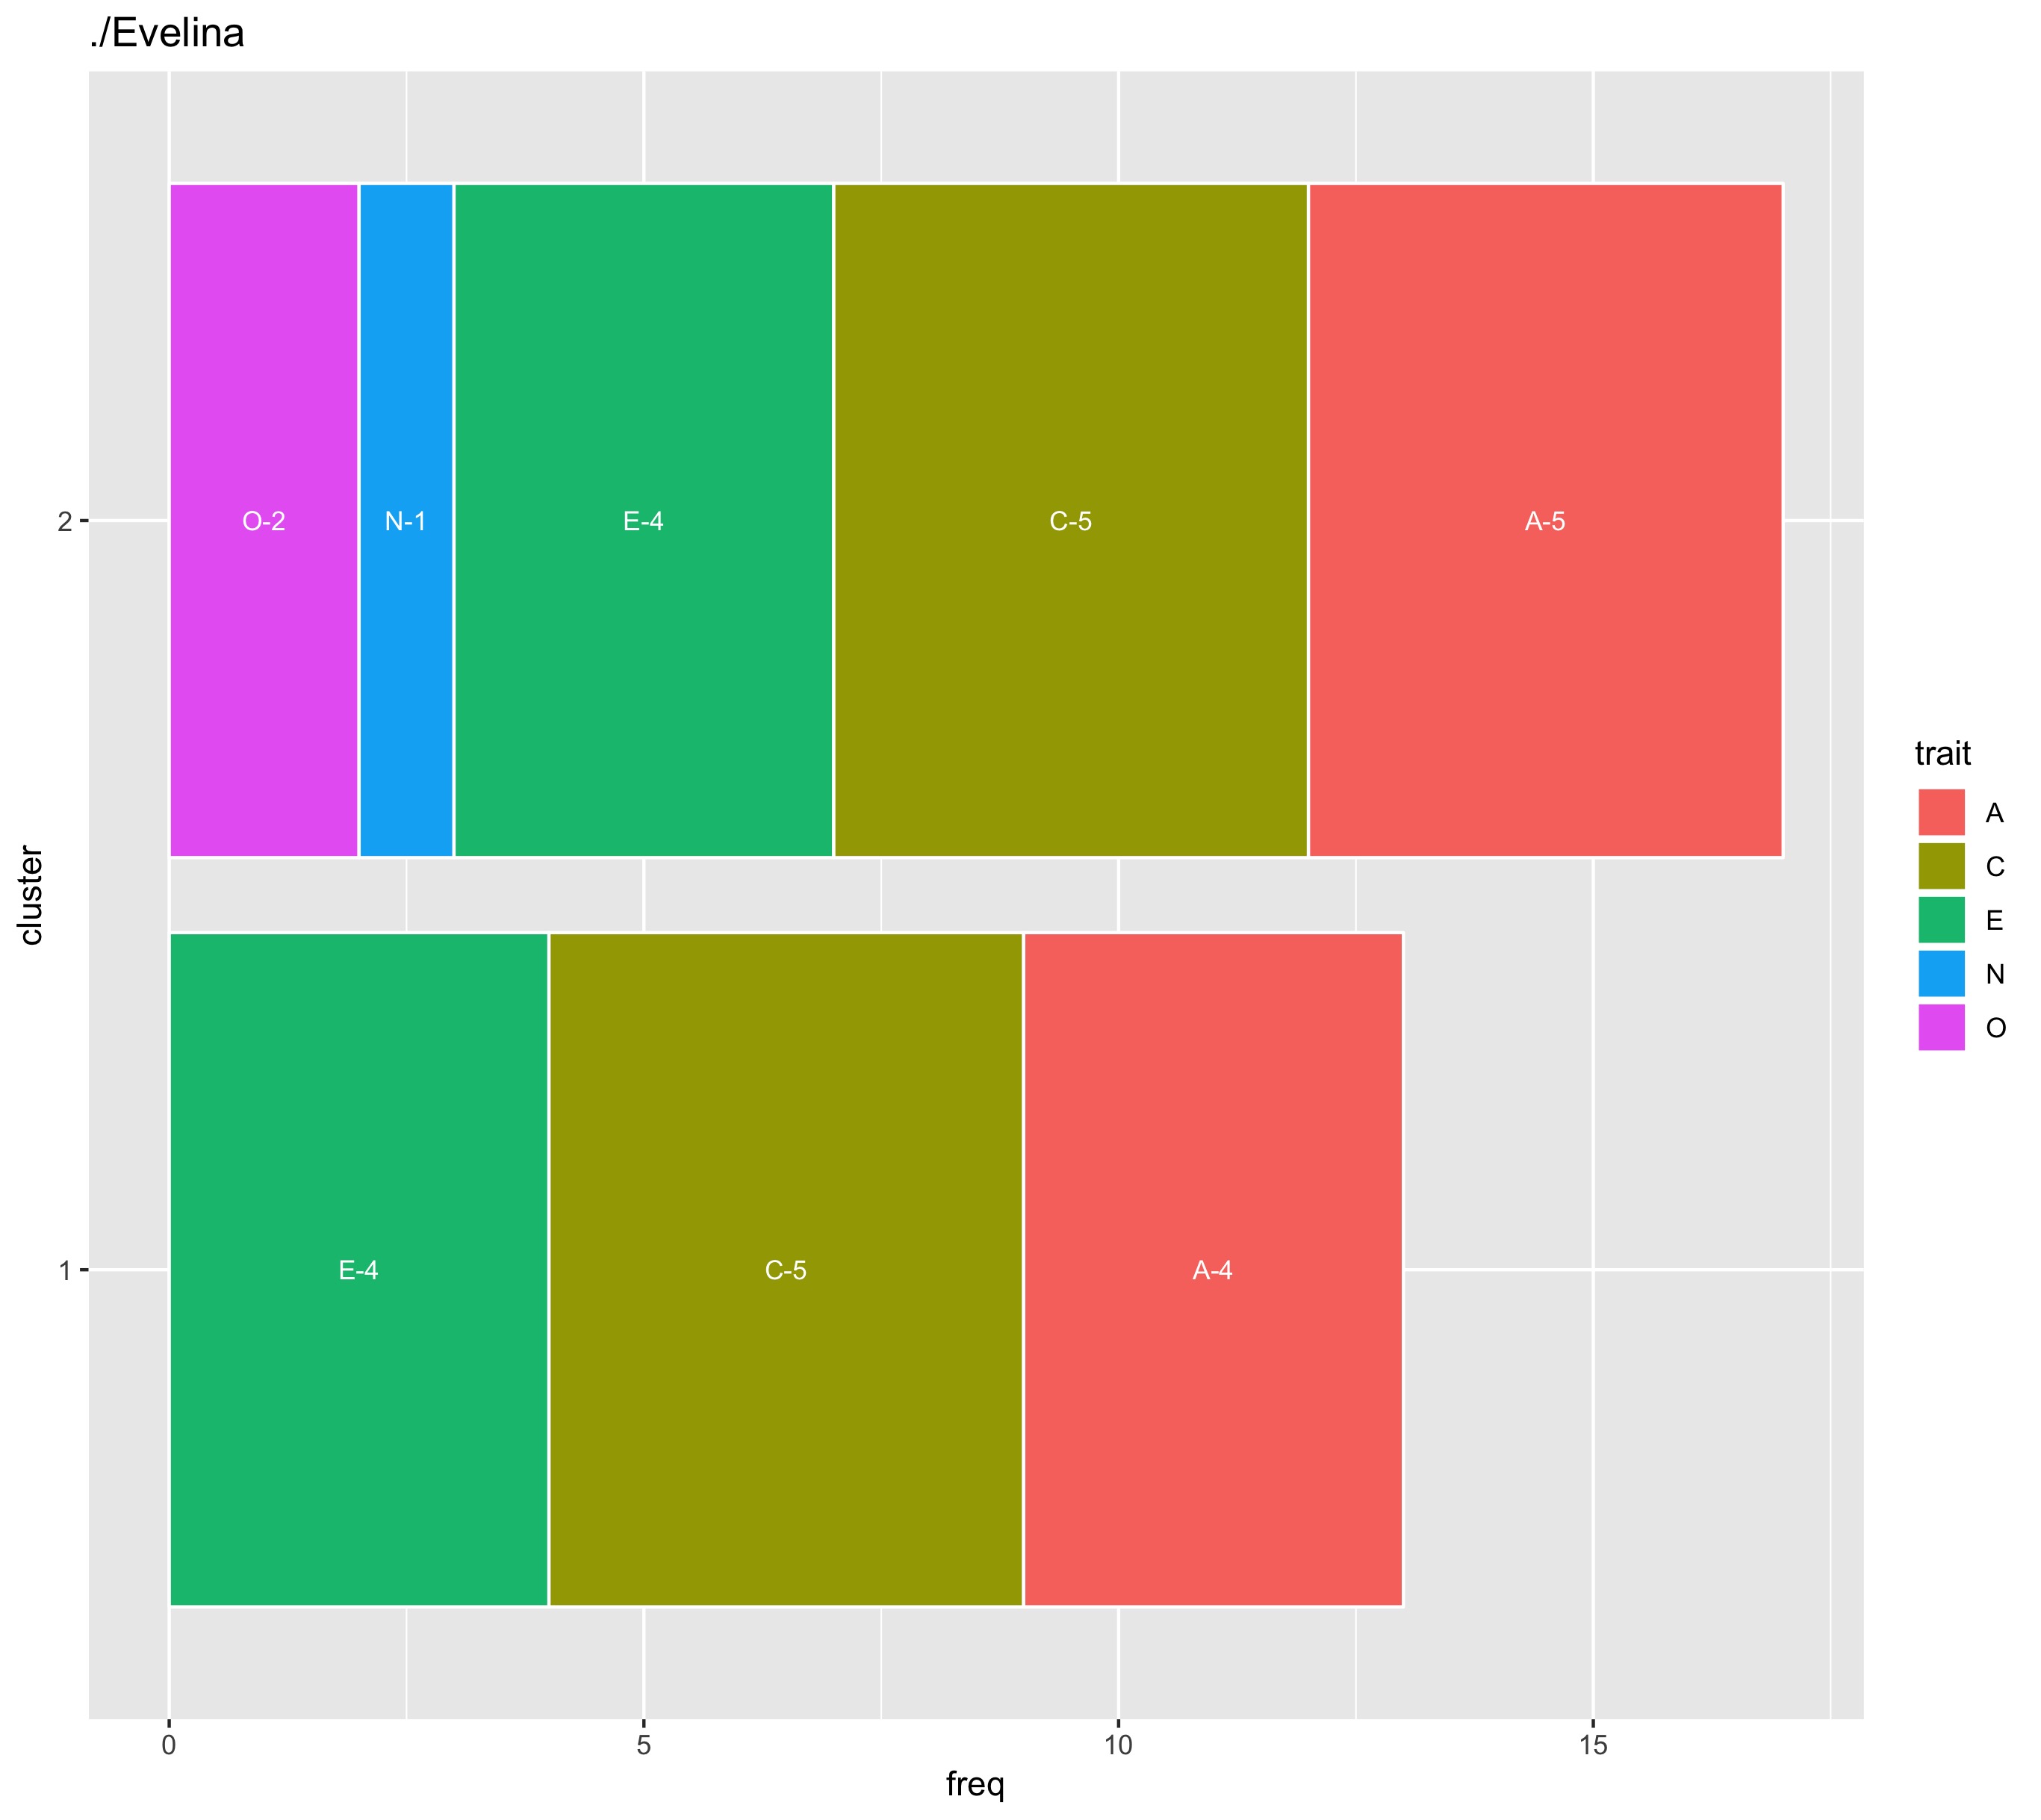 ./Evelina
2
O-2
N-1
E-4
C-5
A-5
cluster
1
E-4
C-5
A-4
0
5
10
15
freq
trait
A
C
E
N
O